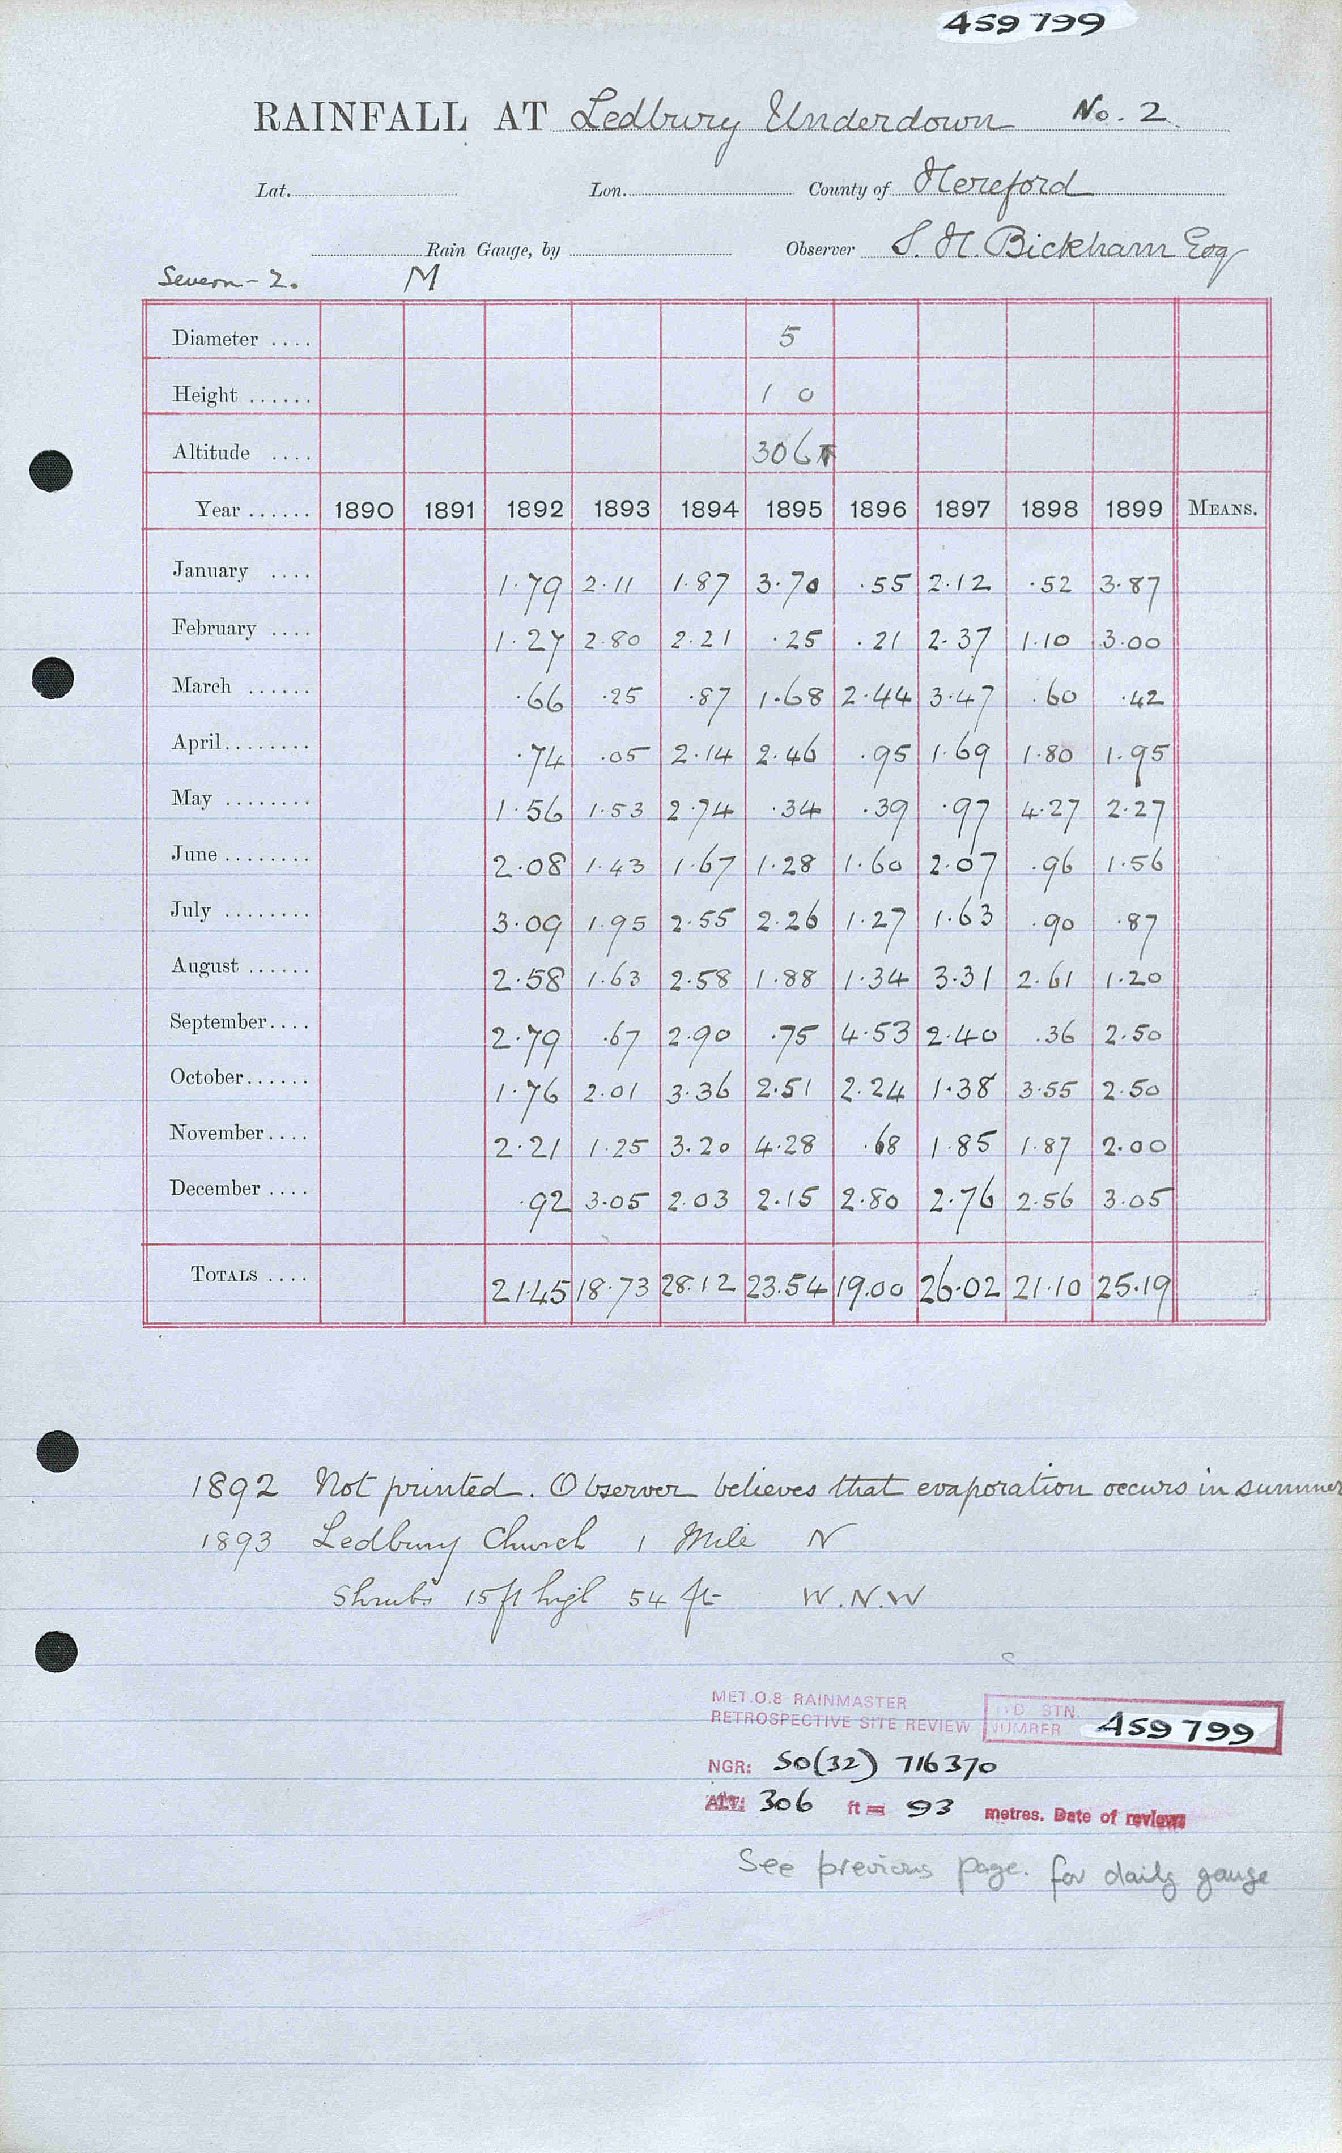 459799
RAINFALL AT Ledbury Underdown No. 2.
Lat. Lon. County of Hereford
Rain Gauge, by Observer S. H. Bickham Esq
Severn - 2. M
Diameter .... 5
Height ...... 1 0
Altitude .... 306
Year ...... 1890 1891 1892 1893 1894 1895 1896 1897 1898 1899 MEANS.
January .... 1.79 2.11 1.87 3.70 .55 2.12 .52 3.87
February .... 1.27 2.80 2.21 .25 .21 2.37 1.10 3.00
March ...... .66 .25 .87 1.68 2.44 3.47 .60 .42
April........ .74 .05 2.14 2.46 .95 1.69 1.80 1.95
May ........ 1.56 1.53 2.74 .34 .39 .97 4.27 2.27
June ........ 2.08 1.43 1.67 1.28 1.60 2.07 .96 1.56
July ........ 3.09 1.95 2.55 2.26 1.27 1.63 .90 .87
August ...... 2.58 1.63 2.58 1.88 1.34 3.31 2.61 1.20
September.... 2.79 .67 2.90 .75 4.53 2.40 .36 2.50
October...... 1.76 2.01 3.36 2.51 2.24 1.38 3.55 2.50
November.... 2.21 1.25 3.20 4.28 .68 1.85 1.87 2.00
December .... .92 3.05 2.03 2.15 2.80 2.76 2.56 3.05
TOTALS .... 21.45 18.73 28.12 23.54 19.00 26.02 21.10 25.19
1892 Not printed. Observer believes that evaporation occurs in summer
1893 Ledbury Church 1 Mile N
Shrubs 15ft high 54 ft W.N.W
MET.O.8 RAINMASTER
RETROSPECTIVE SITE REVIEW STN. NUMBER 459799
NGR: SO(32) 716370
ALT: 306 ft = 93 metres. Date of review
See previous page. for daily gauge